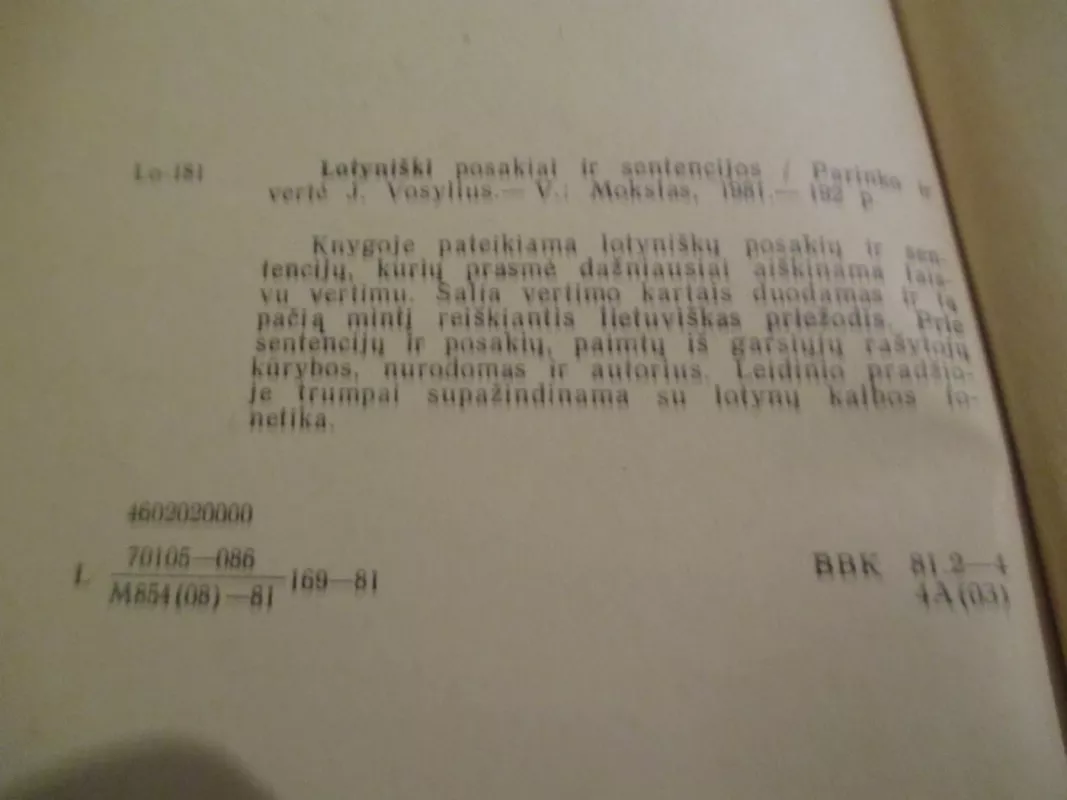 Lo 181 Lotyniški posakiai ir sentencijos / Parinko ir
vertė J. Vosylius.— V.: Mokslas, 1981.— 192 p.
Knygoje pateikiama lotyniškų posakių ir sen-
tencijų, kurių prasmė dažniausiai aiškinama lais-
vu vertimu. Šalia vertimo kartais duodamas ir tą
pačią mintį reiškiantis lietuviškas priežodis. Prie
sentencijų ir posakių, paimtų iš garsiųjų rašytojų
kūrybos, nurodomas ir autorius. Leidinio pradžio-
je trumpai supažindinama su lotynų kalbos fo-
netika.
4602020000
70105—086
L 169—81
M854(08)—81
BBK 81.2—4
4A(03)